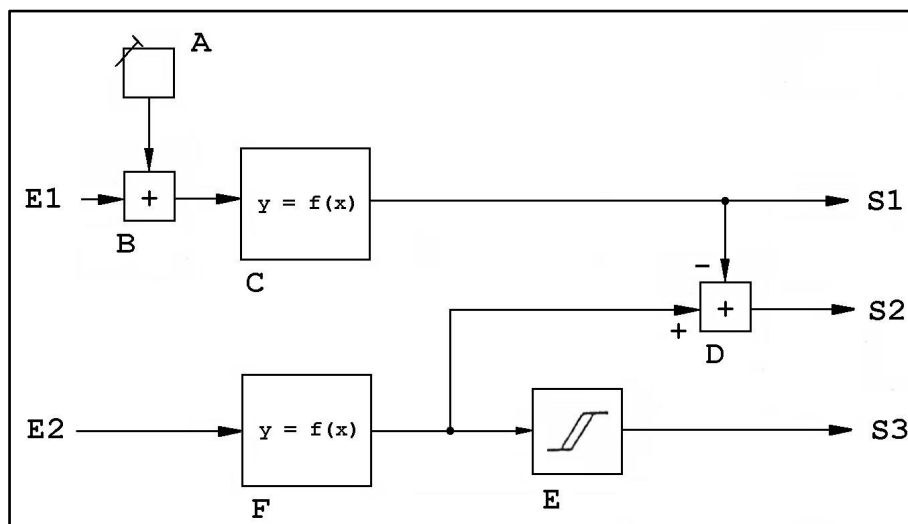 A
E1
+
B
y = f(x)
C
S1
-
+
+
D
S2
E2
y = f(x)
F
E
S3